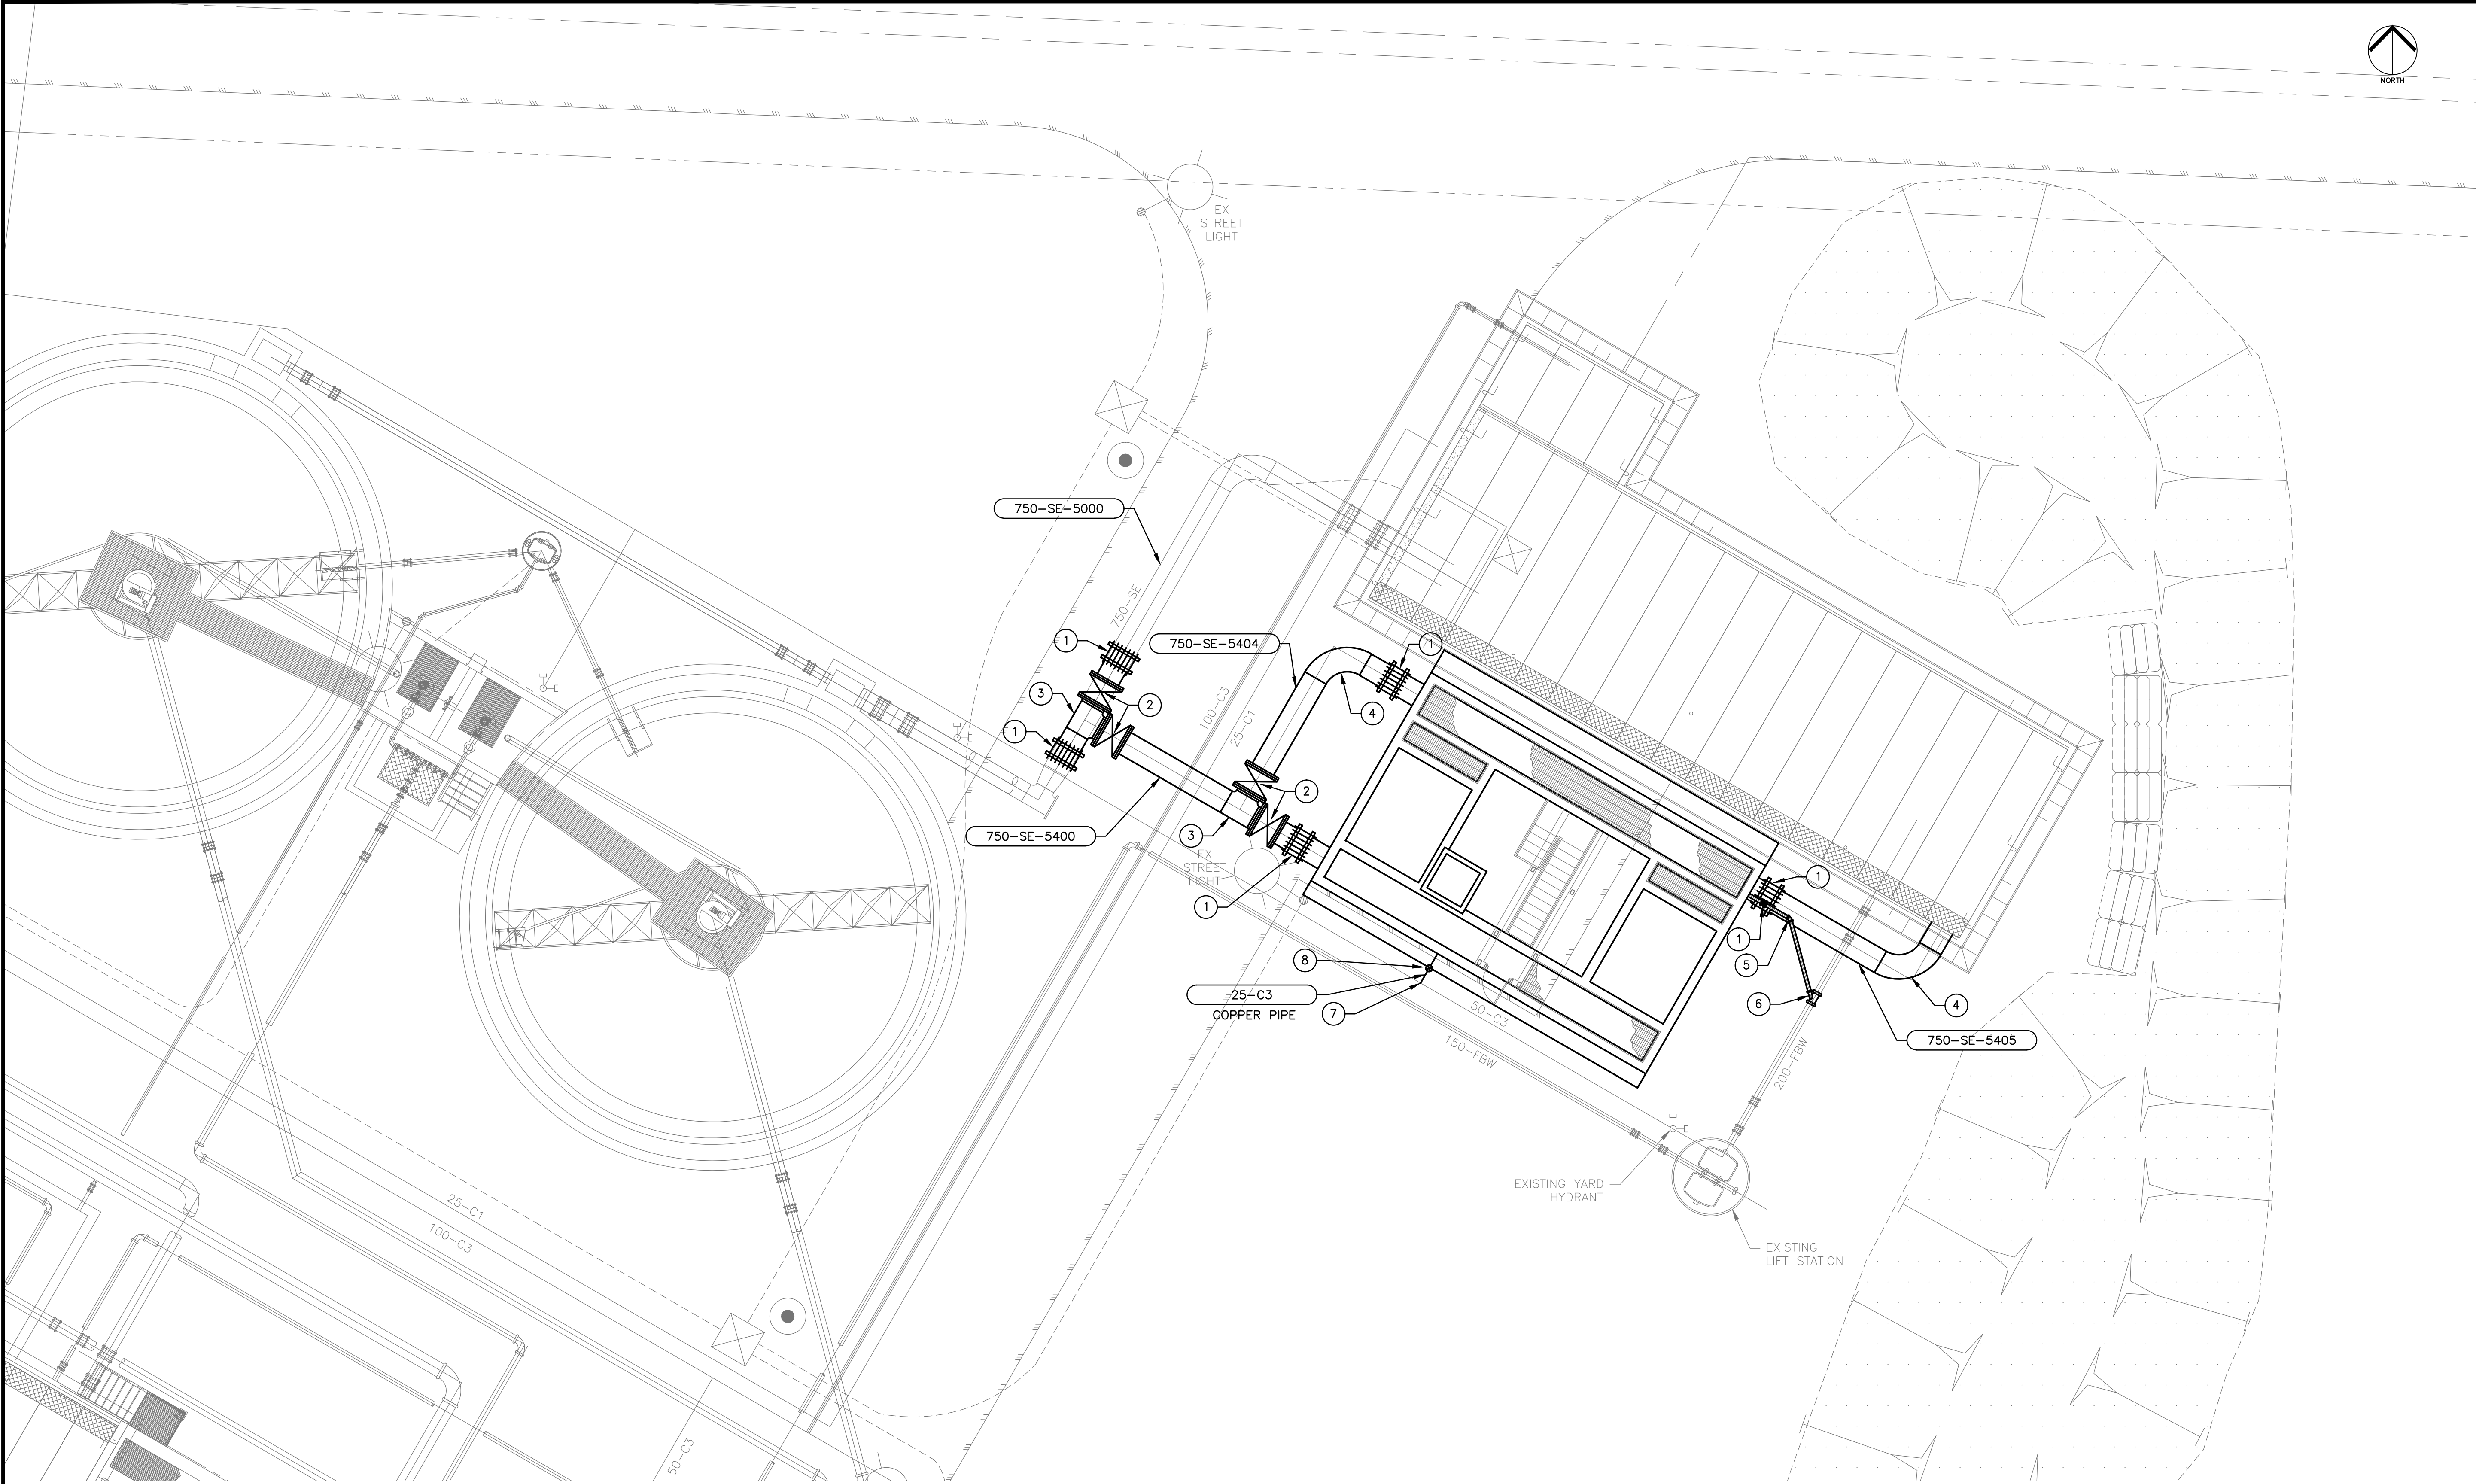 NORTH
EX
STREET
LIGHT
750-SE-5000
750-SE
1
750-SE-5404
1
3
2
4
1
100-C3
25-C1
2
750-SE-5400
3
EX
STREET
LIGHT
1
1
1
5
8
25-C3
COPPER PIPE
7
6
4
50-C3
150-FBW
200-FBW
750-SE-5405
EXISTING YARD
HYDRANT
EXISTING
LIFT STATION
25-C1
100-C3
50-C3